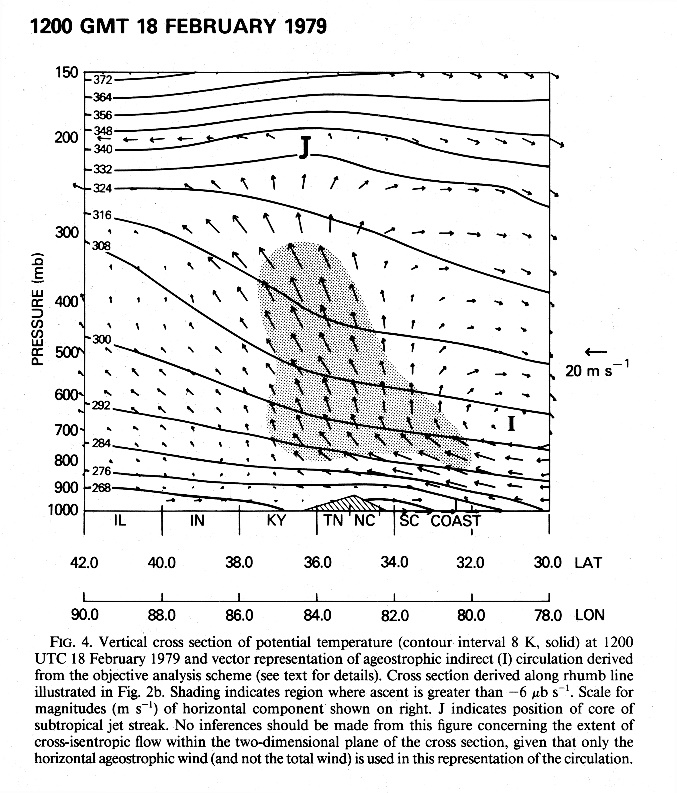 1200 GMT 18 FEBRUARY 1979
150
200
300
400
500
600
700
800
900
1000
PRESSURE (mb)
372
364
356
348
340
332
324
316
308
300
292
284
276
268
J
I
20 m s⁻¹
IL IN KY TN NC SC COAST
42.0 40.0 38.0 36.0 34.0 32.0 30.0 LAT
90.0 88.0 86.0 84.0 82.0 80.0 78.0 LON
FIG. 4. Vertical cross section of potential temperature (contour interval 8 K, solid) at 1200
UTC 18 February 1979 and vector representation of ageostrophic indirect (I) circulation derived
from the objective analysis scheme (see text for details). Cross section derived along rhumb line
illustrated in Fig. 2b. Shading indicates region where ascent is greater than −6 μb s⁻¹. Scale for
magnitudes (m s⁻¹) of horizontal component shown on right. J indicates position of core of
subtropical jet streak. No inferences should be made from this figure concerning the extent of
cross-isentropic flow within the two-dimensional plane of the cross section, given that only the
horizontal ageostrophic wind (and not the total wind) is used in this representation of the circulation.